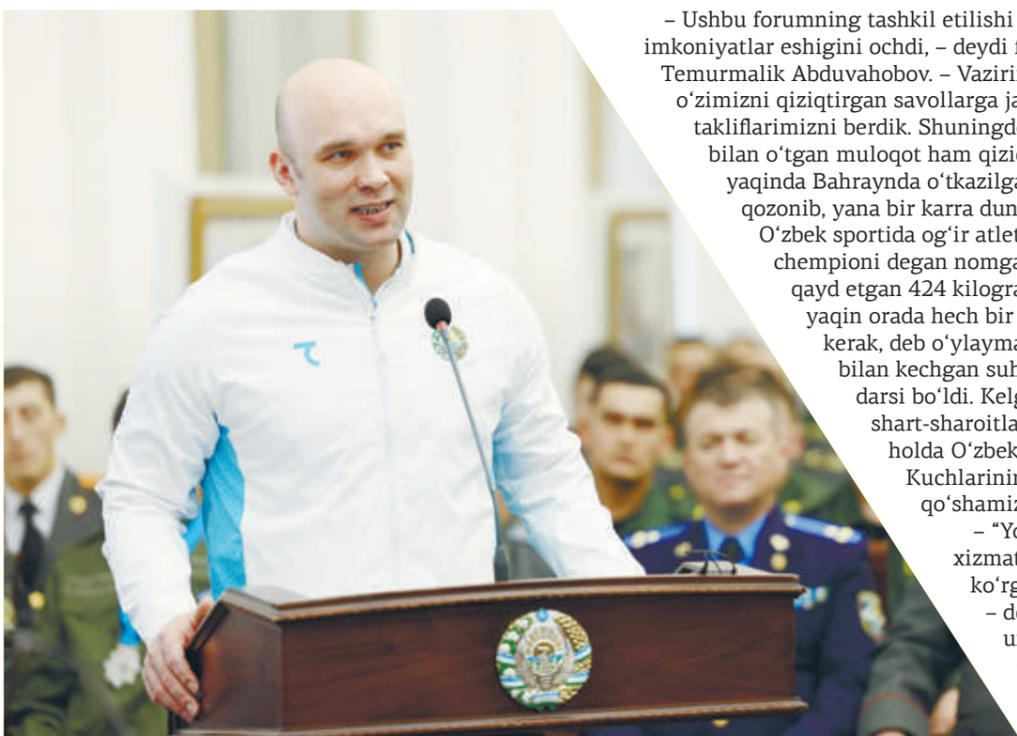 – Ushbu forumning tashkil etilishi
imkoniyatlar eshigini ochdi, – deydi
Temurmalik Abduvahobov. – Vaziri
o‘zimizni qiziqtirgan savollarga ja
takliflarimizni berdik. Shuningd
bilan o‘tgan muloqot ham qizi
yaqinda Bahraynda o‘tkazilga
qozonib, yana bir karra dun
O‘zbek sportida og‘ir atlet
chempioni degan nomga
qayd etgan 424 kilogra
yaqin orada hech bir
kerak, deb o‘ylayma
bilan kechgan suh
darsi bo‘ldi. Kelg
shart-sharoitla
holda O‘zbek
Kuchlarinin
qo‘shamiz
– “Yo
xizmat
ko‘rg
– de